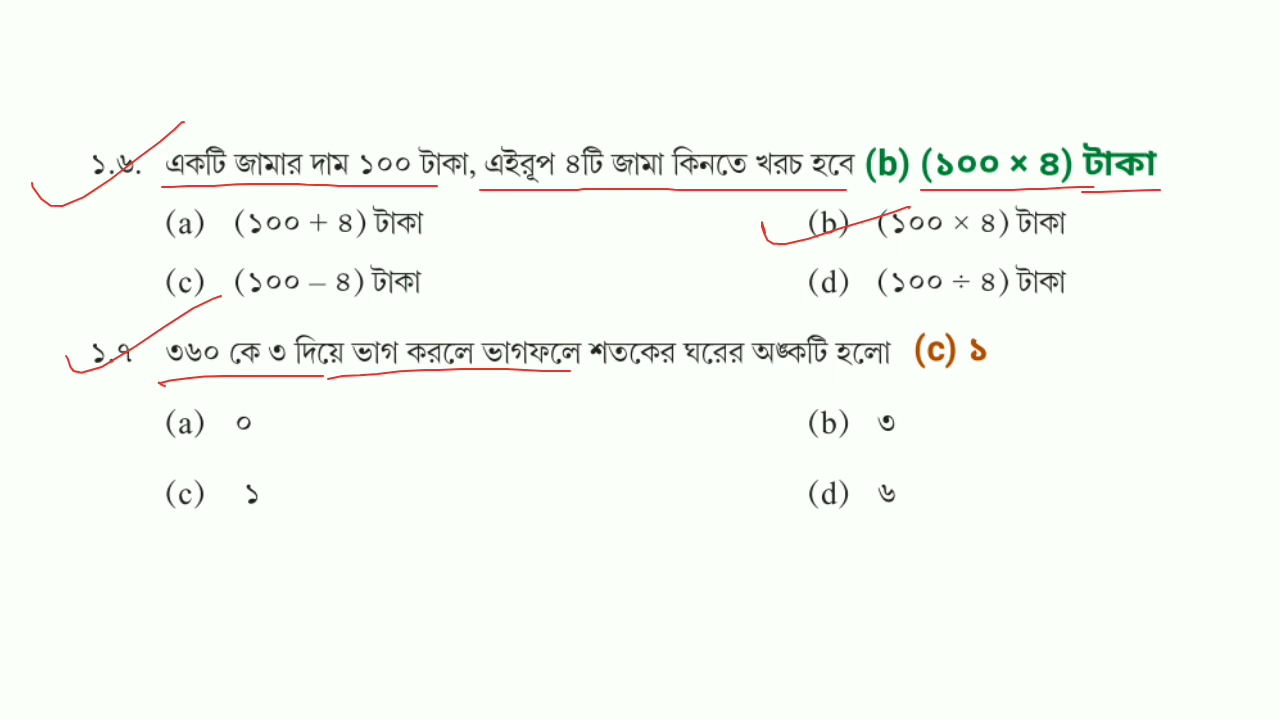 ১.৬. একটি জামার দাম ১০০ টাকা, এইরূপ ৪টি জামা কিনতে খরচ হবে (b) (১০০ × ৪) টাকা
(a) (১০০ + ৪) টাকা (b) (১০০ × ৪) টাকা
(c) (১০০ – ৪) টাকা (d) (১০০ ÷ ৪) টাকা
১.৭ ৩৬০ কে ৩ দিয়ে ভাগ করলে ভাগফলে শতকের ঘরের অঙ্কটি হলো (c) ১
(a) ০ (b) ৩
(c) ১ (d) ৬